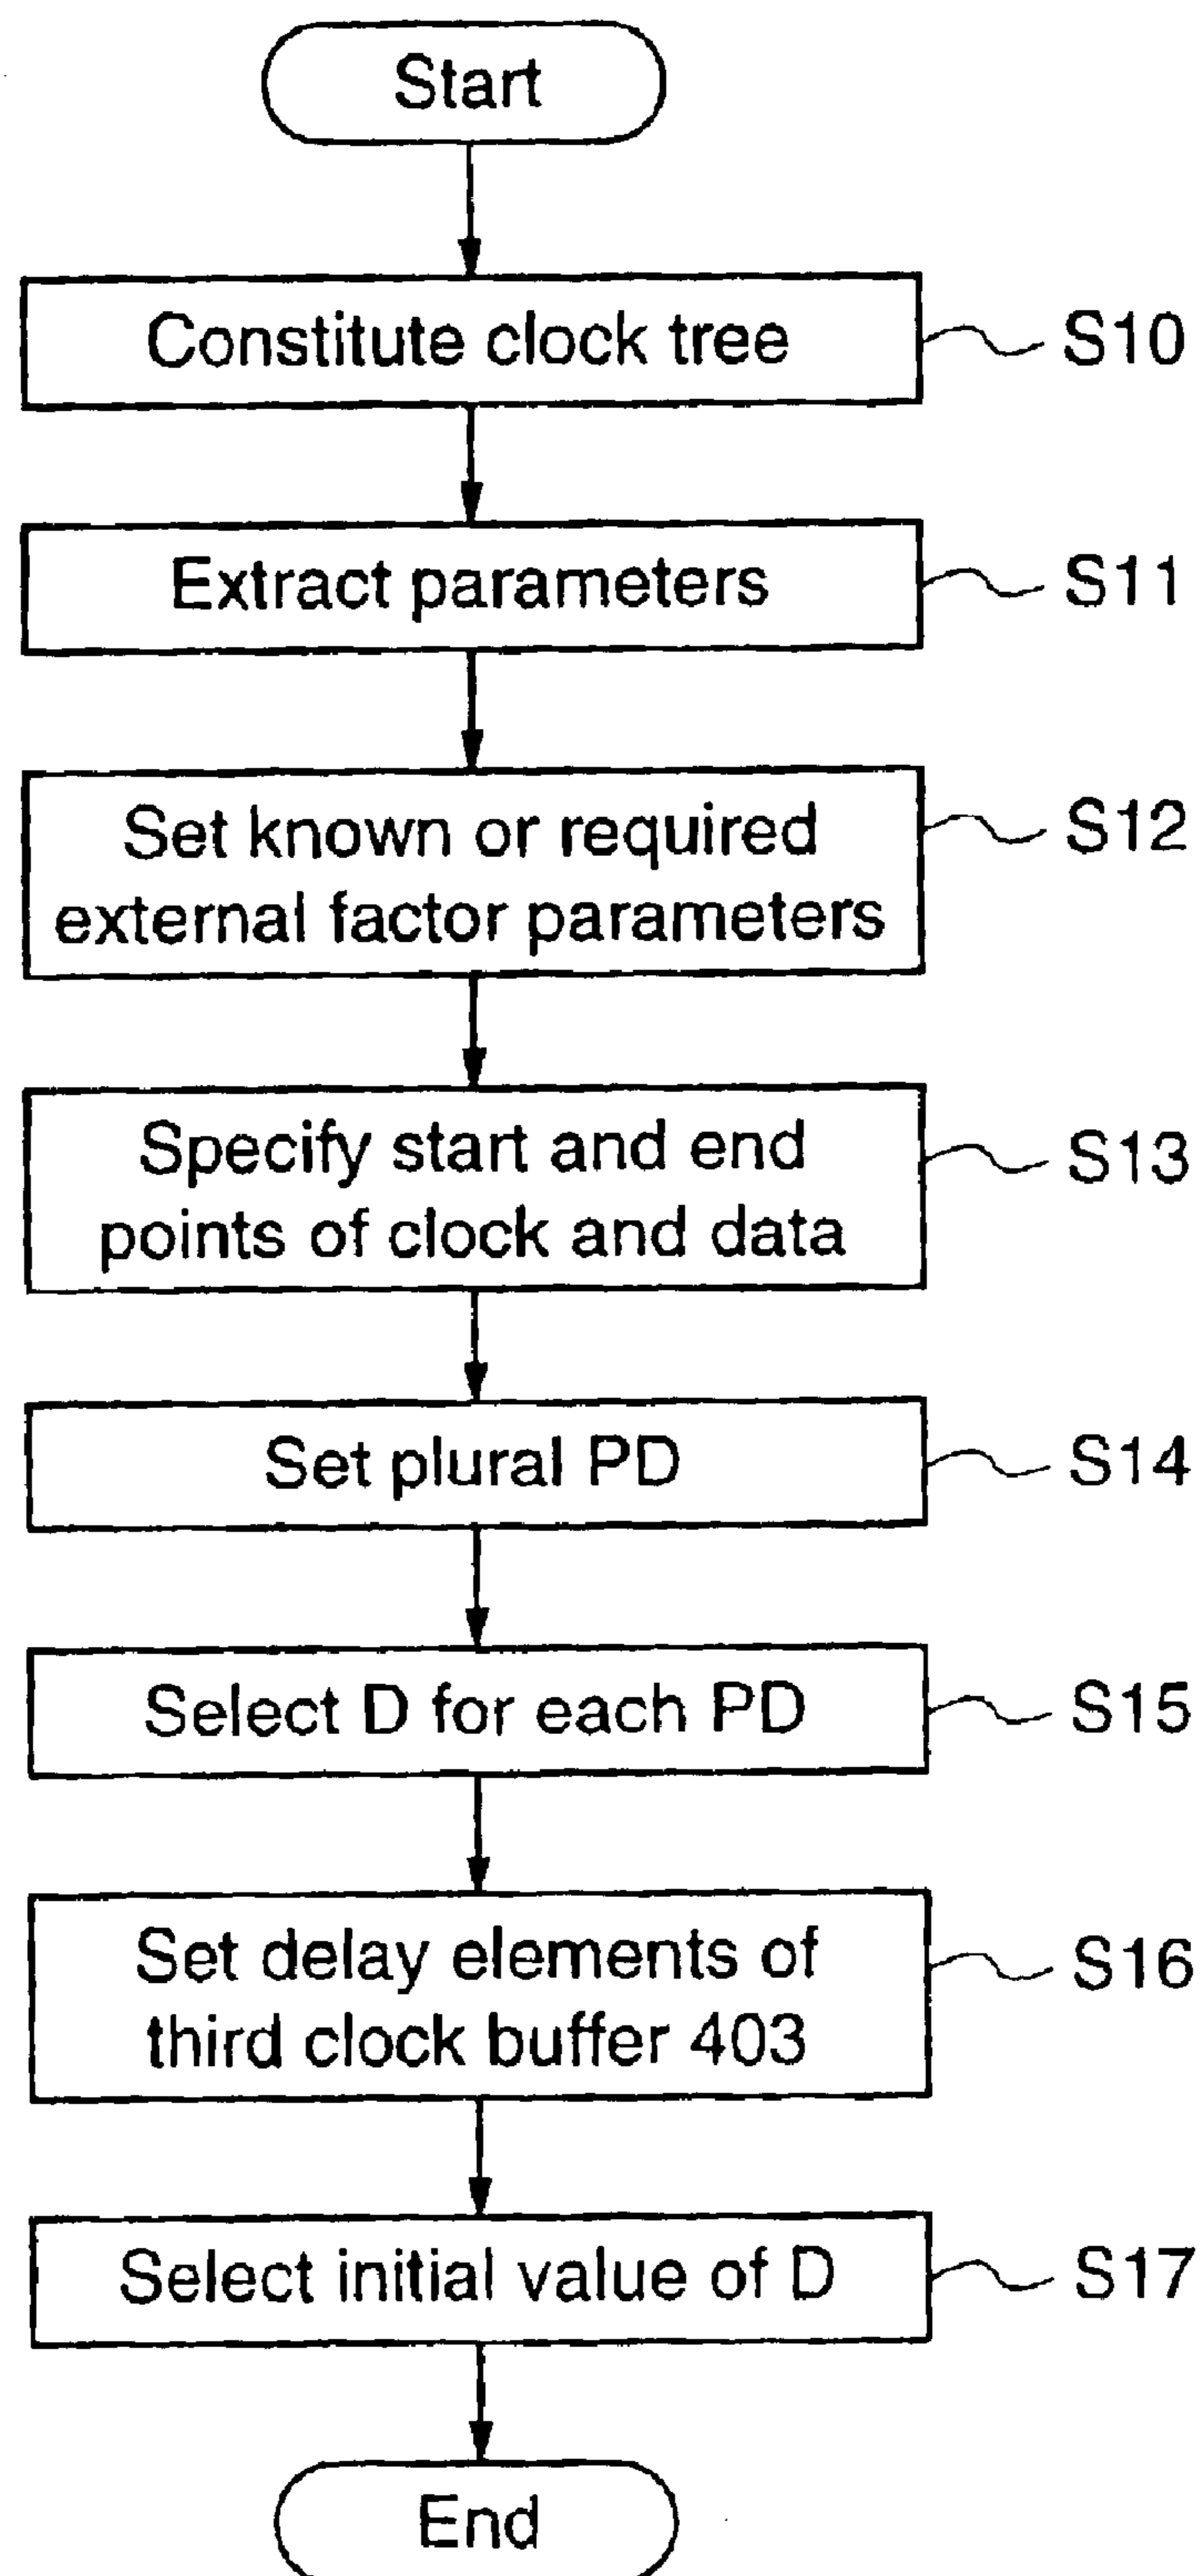 Start
Constitute clock tree
S10
Extract parameters
S11
Set known or required
external factor parameters
S12
Specify start and end
points of clock and data
S13
Set plural PD
S14
Select D for each PD
S15
Set delay elements of
third clock buffer 403
S16
Select initial value of D
S17
End